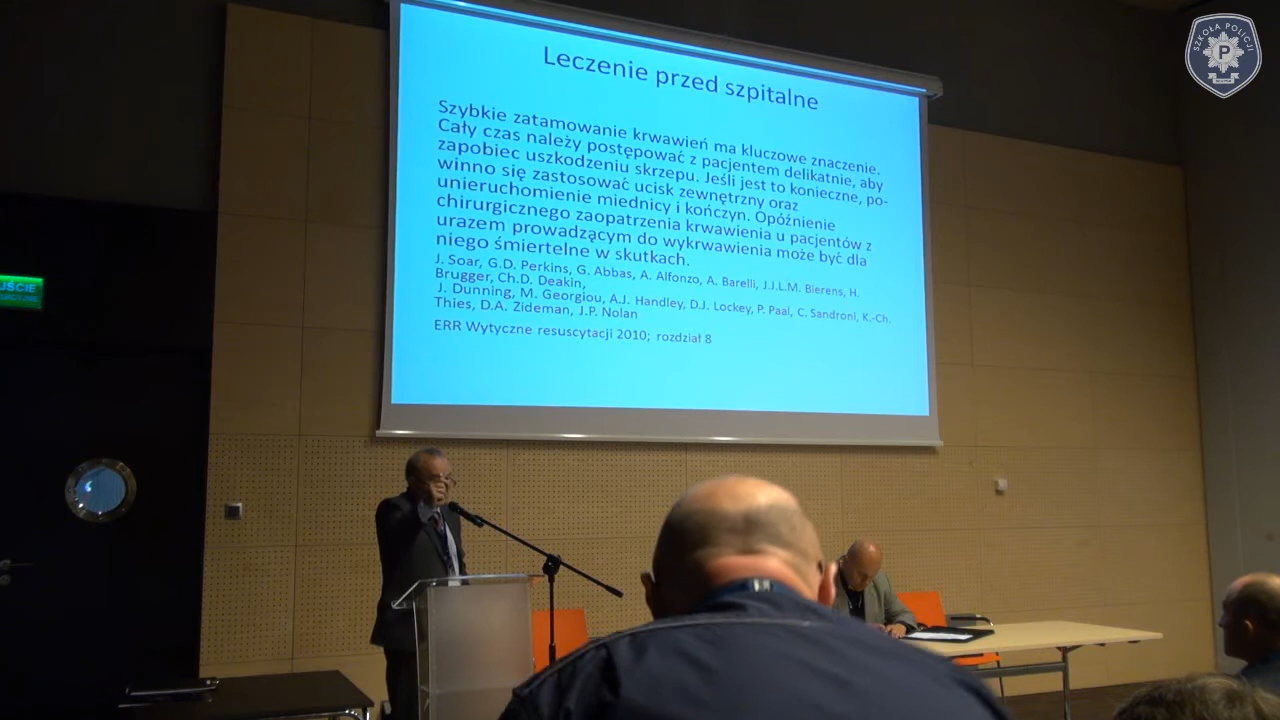 Leczenie przed szpitalne
Szybkie zatamowanie krwawień ma kluczowe znaczenie.
Cały czas należy postępować z pacjentem delikatnie, aby
zapobiec uszkodzeniu skrzepu. Jeśli jest to konieczne, po-
winno się zastosować ucisk zewnętrzny oraz
unieruchomienie miednicy i kończyn. Opóźnienie
chirurgicznego zaopatrzenia krwawienia u pacjentów z
urazem prowadzącym do wykrwawienia może być dla
niego śmiertelne w skutkach.
J. Soar, G.D. Perkins, G. Abbas, A. Alfonzo, A. Barelli, J.J.L.M. Bierens, H.
Brugger, Ch.D. Deakin,
J. Dunning, M. Georgiou, A.J. Handley, D.J. Lockey, P. Paal, C. Sandroni, K.-Ch.
Thies, D.A. Zideman, J.P. Nolan
ERR Wytyczne resuscytacji 2010; rozdział 8
SZKOŁA POLICJI
P
JŚCIE